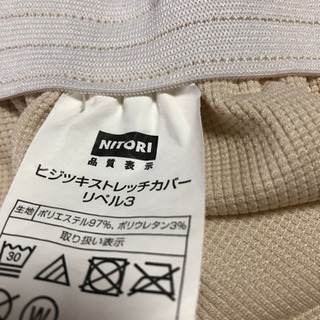 NITORI
品質表示
ヒジツキストレッチカバー
リベル3
生地 ポリエステル97%、ポリウレタン3%
取り扱い表示
30
W